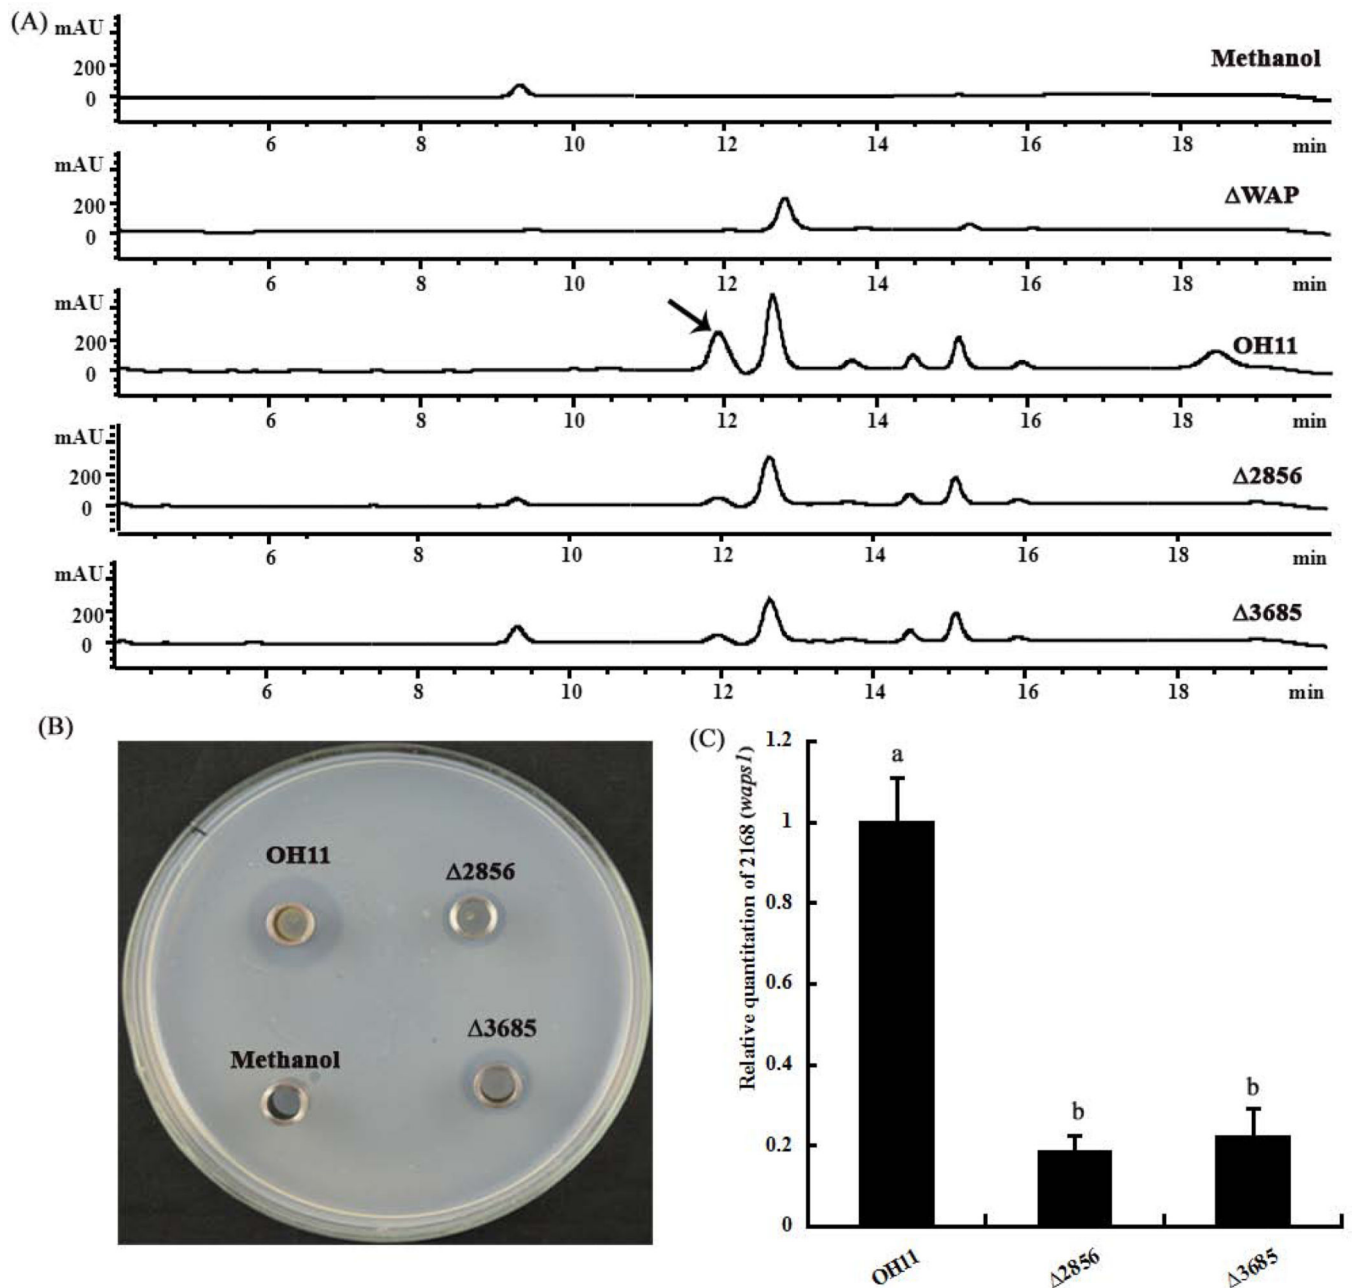 (A)
mAU
200
0
Methanol
6 8 10 12 14 16 18 min
mAU
200
0
ΔWAP
6 8 10 12 14 16 18 min
mAU
200
0
OH11
6 8 10 12 14 16 18 min
mAU
200
0
Δ2856
6 8 10 12 14 16 18 min
mAU
200
0
Δ3685
6 8 10 12 14 16 18 min
(B)
OH11
Δ2856
Δ3685
Methanol
(C)
Relative quantitation of 2168 (waps1)
1.2
1
0.8
0.6
0.4
0.2
0
a
b
b
OH11
Δ2856
Δ3685